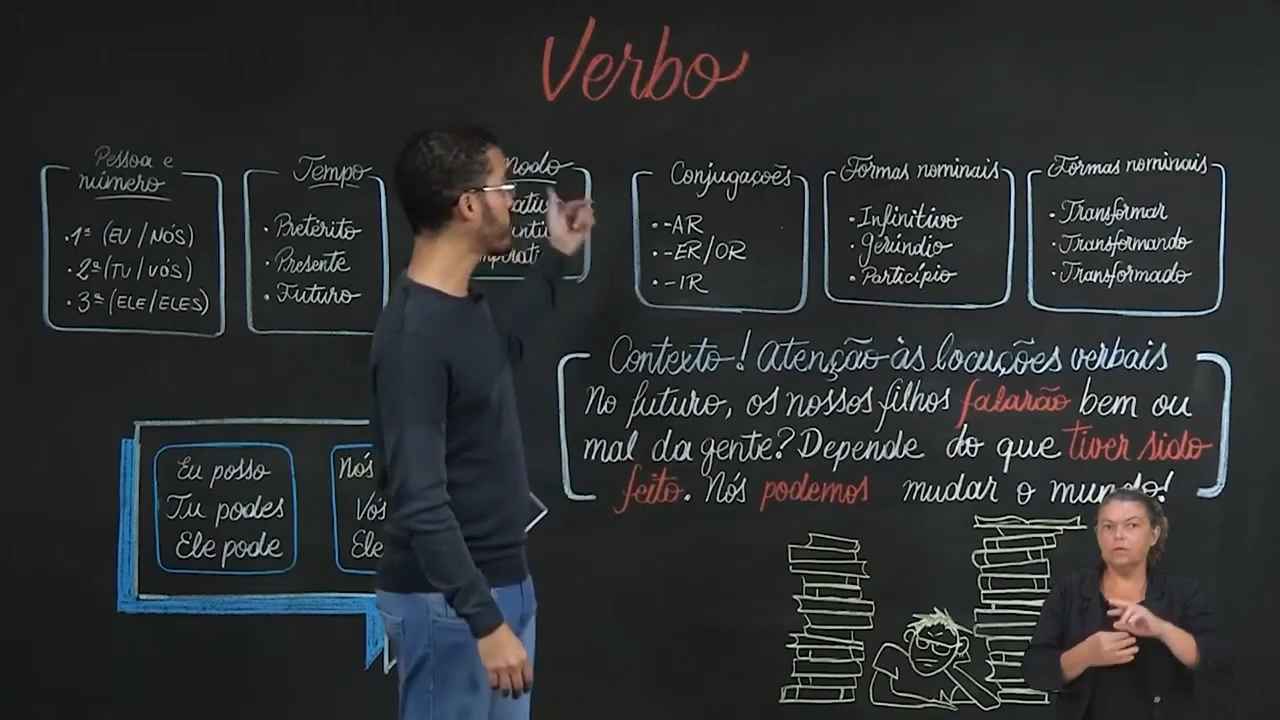 Verbo
Pessoa e
número
• 1ª (EU / NÓS)
• 2ª (TU / VÓS)
• 3ª (ELE / ELES)
Tempo
• Pretérito
• Presente
• Futuro
modo
Conjugações
• -AR
• -ER/OR
• -IR
Formas nominais
• Infinitivo
• Gerúndio
• Particípio
Formas nominais
• Transformar
• Transformando
• Transformado
Contexto! Atenção às locuções verbais
No futuro, os nossos filhos falarão bem ou
mal da gente? Depende do que tiver sido
feito. Nós podemos mudar o mundo!
Eu posso
Tu podes
Ele pode
Nós
Vós
Ele